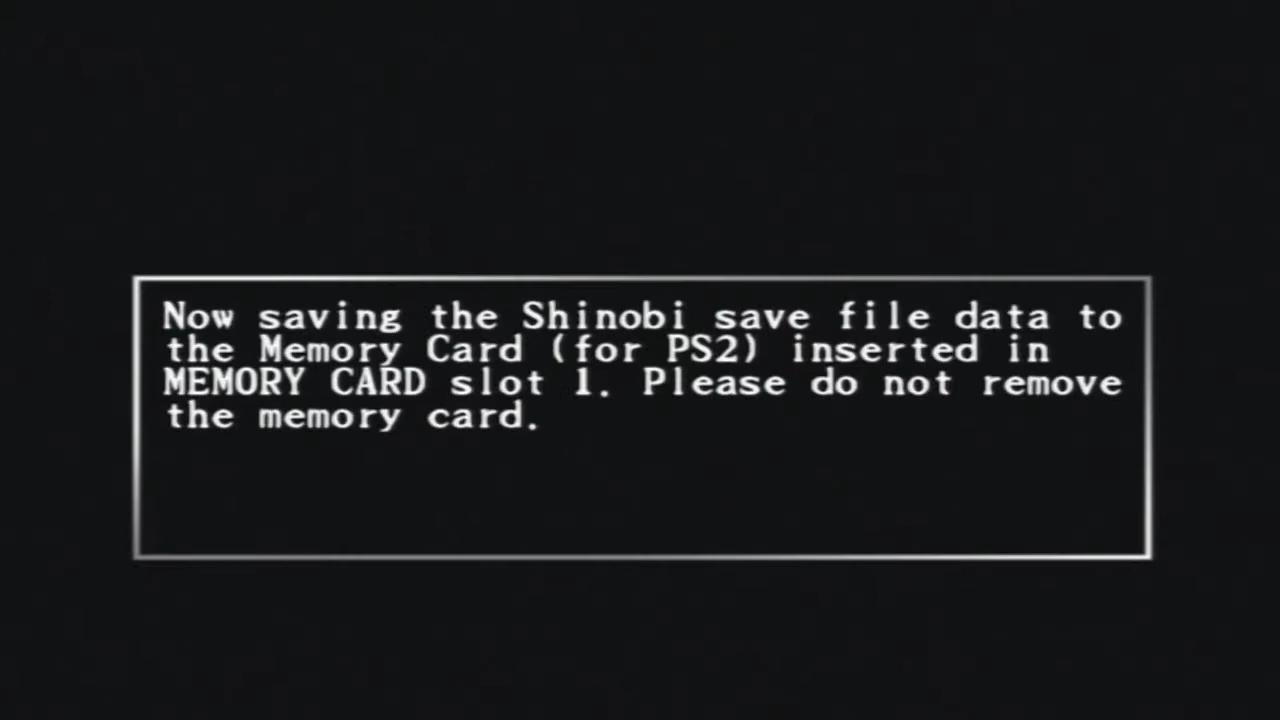 Now saving the Shinobi save file data to
the Memory Card (for PS2) inserted in
MEMORY CARD slot 1. Please do not remove
the memory card.